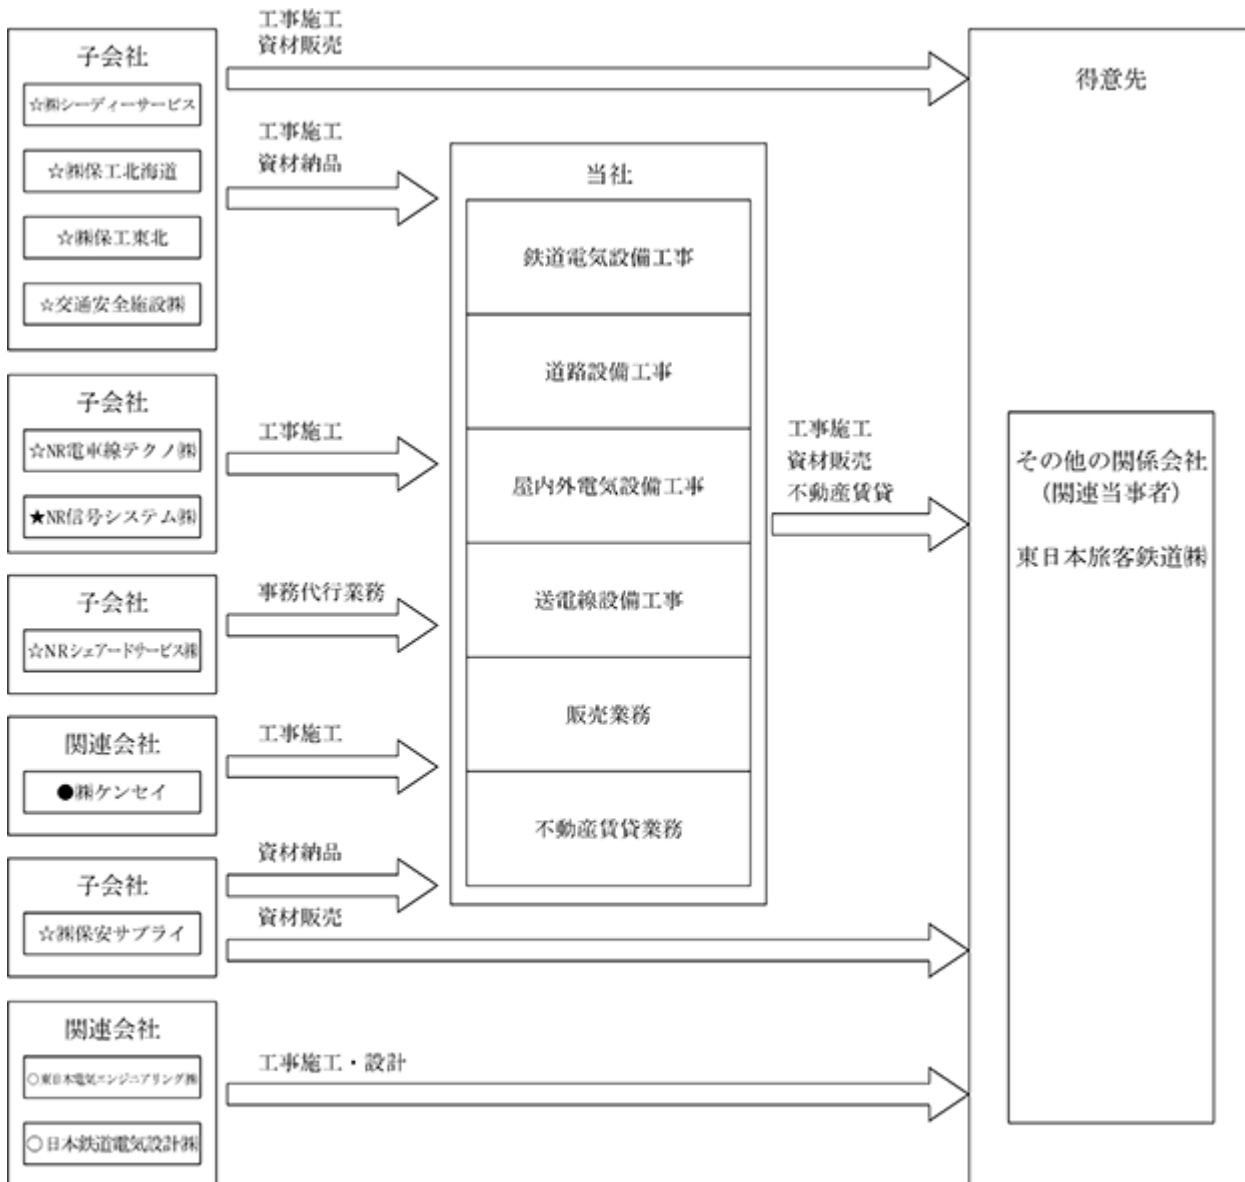 子会社
☆㈱シーディーサービス
☆㈱保工北海道
☆㈱保工東北
☆交通安全施設㈱
工事施工
資材販売
工事施工
資材納品
子会社
☆NR電車線テクノ㈱
★NR信号システム㈱
工事施工
子会社
☆NRシェアードサービス㈱
事務代行業務
関連会社
●㈱ケンセイ
工事施工
子会社
☆㈱保安サプライ
資材納品
資材販売
関連会社
○東日本電気エンジニアリング㈱
○日本鉄道電気設計㈱
工事施工・設計
当社
鉄道電気設備工事
道路設備工事
屋内外電気設備工事
送電線設備工事
販売業務
不動産賃貸業務
工事施工
資材販売
不動産賃貸
得意先
その他の関係会社
(関連当事者)
東日本旅客鉄道㈱